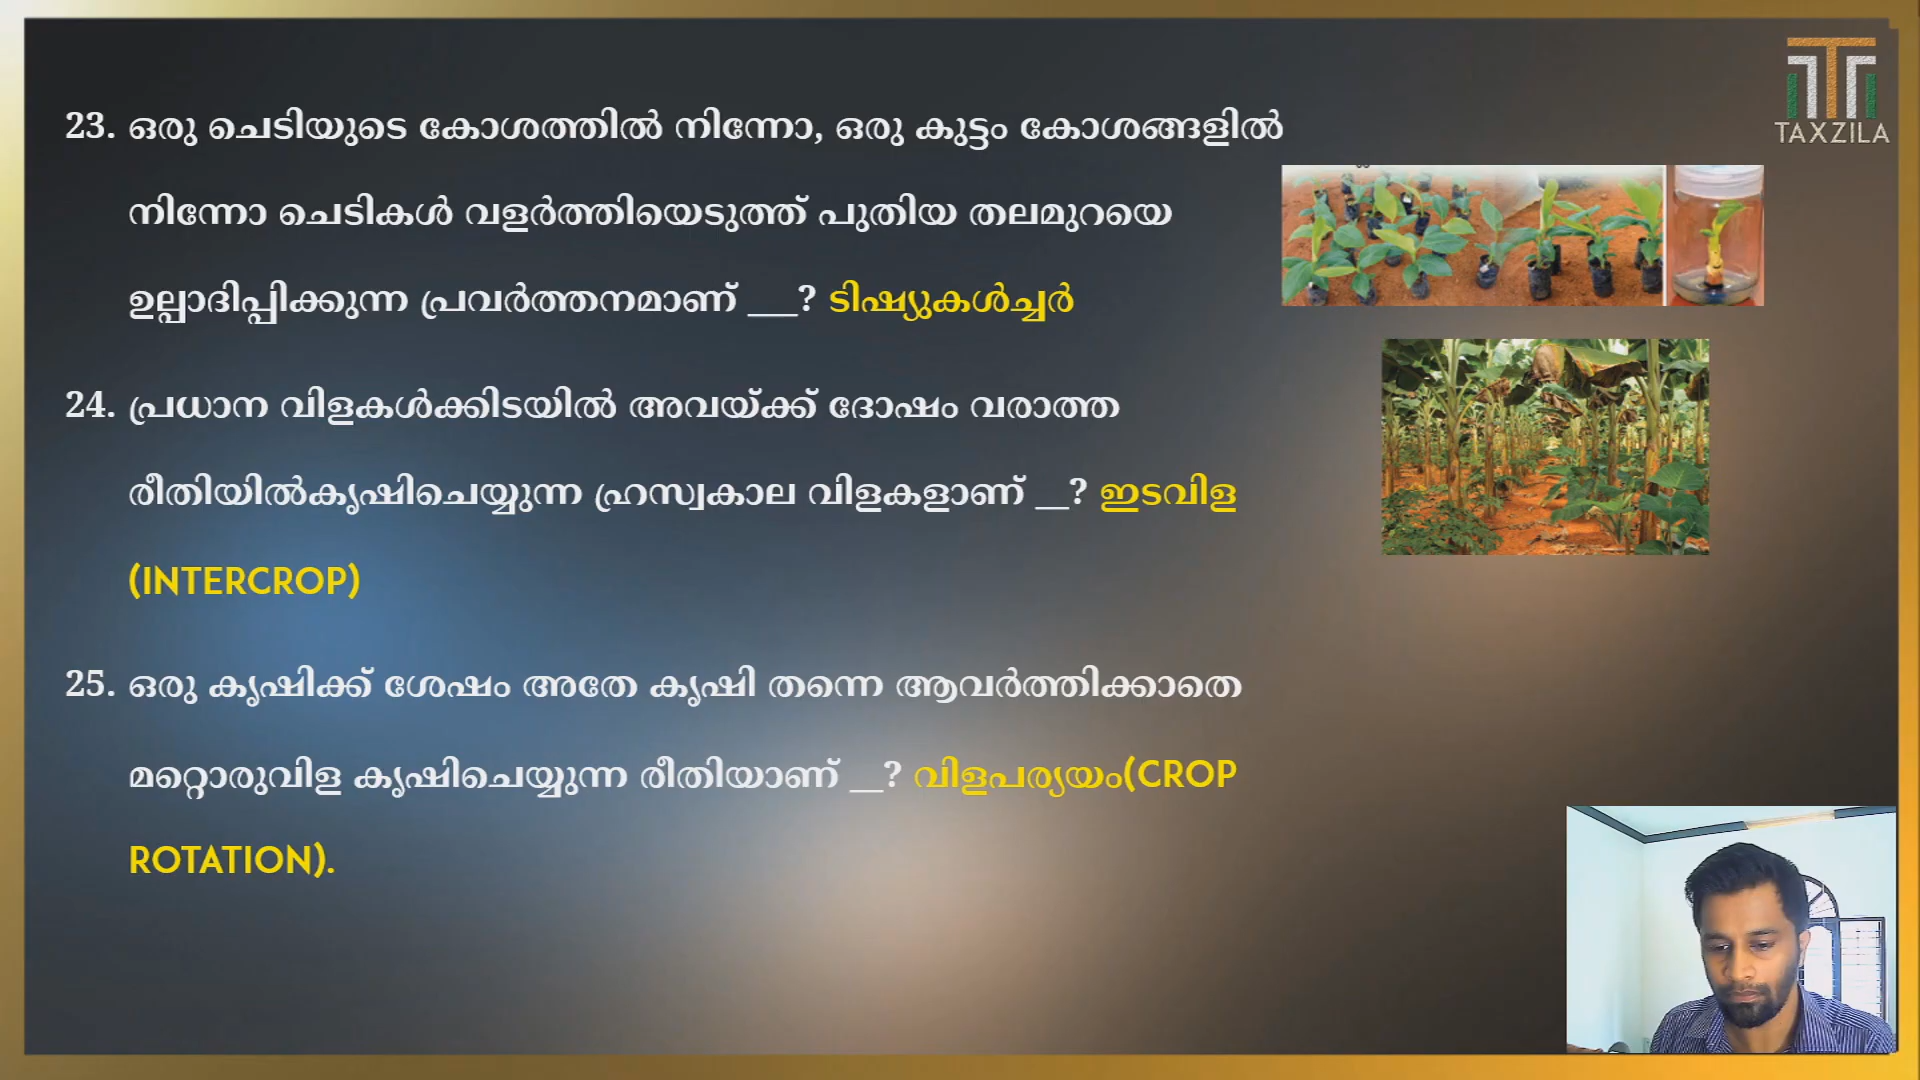 TAXZILA
23. ഒരു ചെടിയുടെ കോശത്തിൽ നിന്നോ, ഒരു കുട്ടം കോശങ്ങളിൽ
നിന്നോ ചെടികൾ വളർത്തിയെടുത്ത് പുതിയ തലമുറയെ
ഉല്പാദിപ്പിക്കുന്ന പ്രവർത്തനമാണ് ___? ടിഷ്യുകൾച്ചർ
24. പ്രധാന വിളകൾക്കിടയിൽ അവയ്ക്ക് ദോഷം വരാത്ത
രീതിയിൽകൃഷിചെയ്യുന്ന ഹ്രസ്വകാല വിളകളാണ് __? ഇടവിള
(INTERCROP)
25. ഒരു കൃഷിക്ക് ശേഷം അതേ കൃഷി തന്നെ ആവർത്തിക്കാതെ
മറ്റൊരുവിള കൃഷിചെയ്യുന്ന രീതിയാണ് __? വിളപര്യയം(CROP
ROTATION).